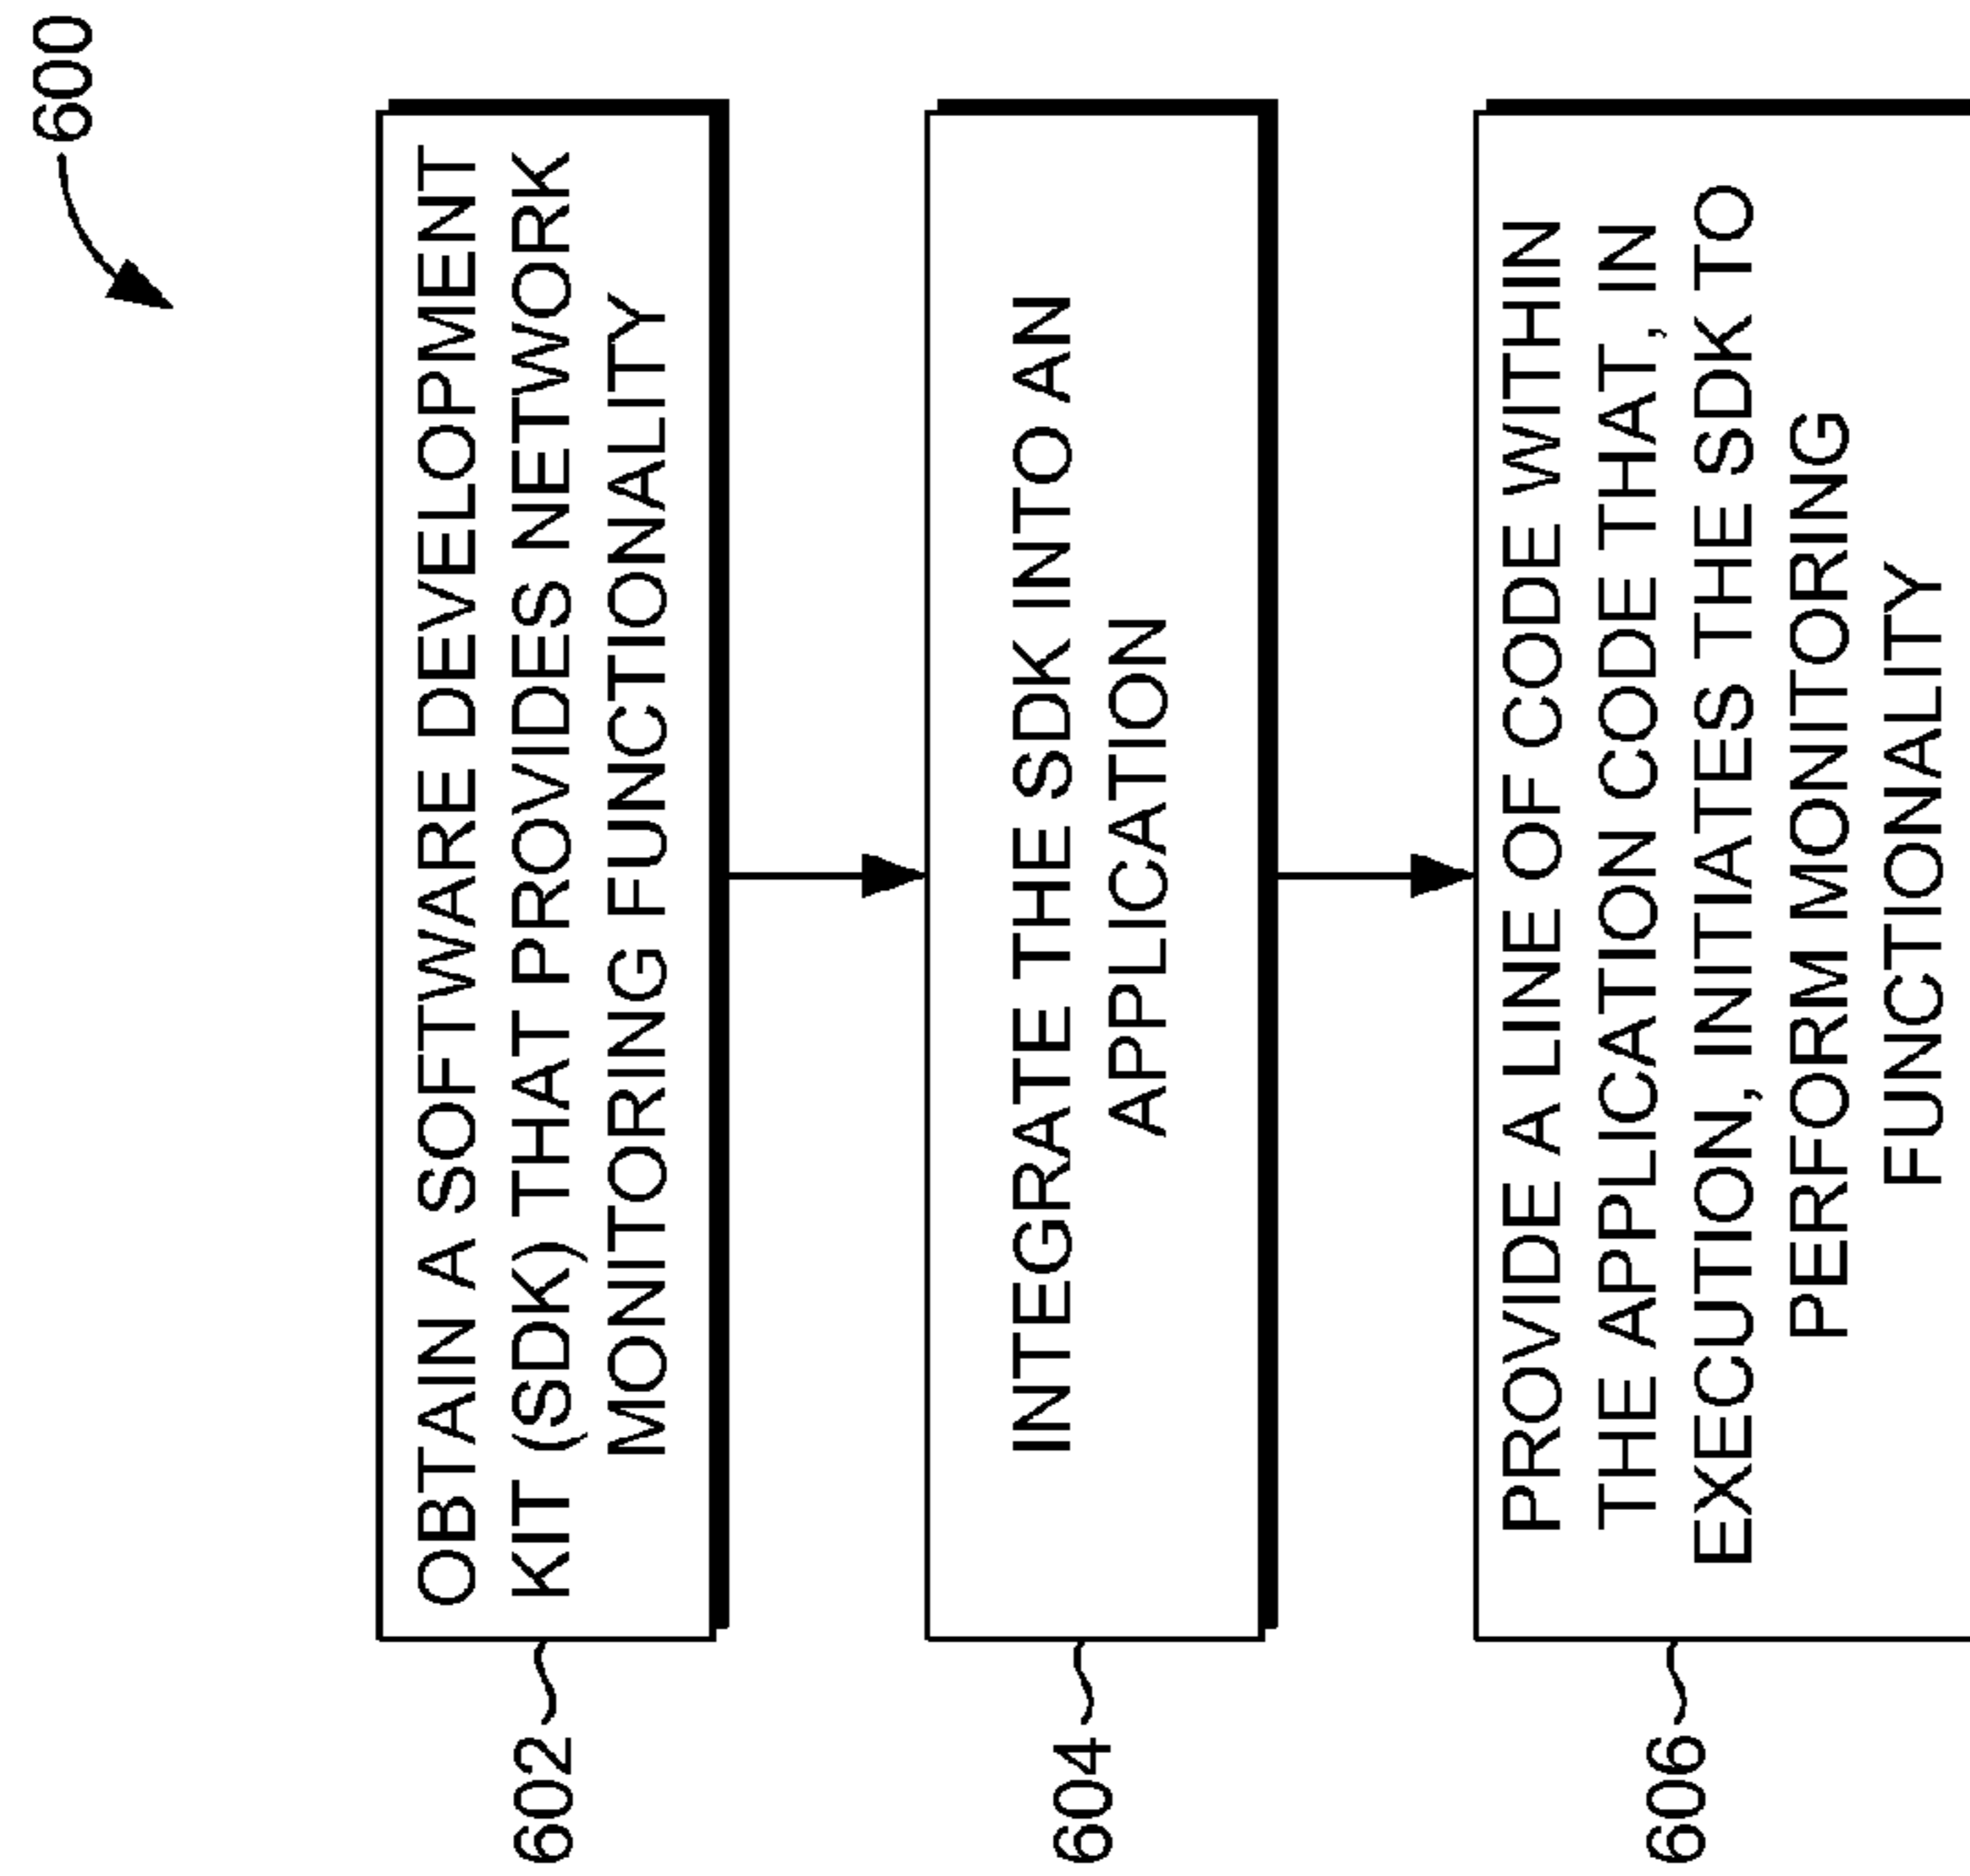 600
602
OBTAIN A SOFTWARE DEVELOPMENT
KIT (SDK) THAT PROVIDES NETWORK
MONITORING FUNCTIONALITY
604
INTEGRATE THE SDK INTO AN
APPLICATION
606
PROVIDE A LINE OF CODE WITHIN
THE APPLICATION CODE THAT, IN
EXECUTION, INITIATES THE SDK TO
PERFORM MONITORING
FUNCTIONALITY